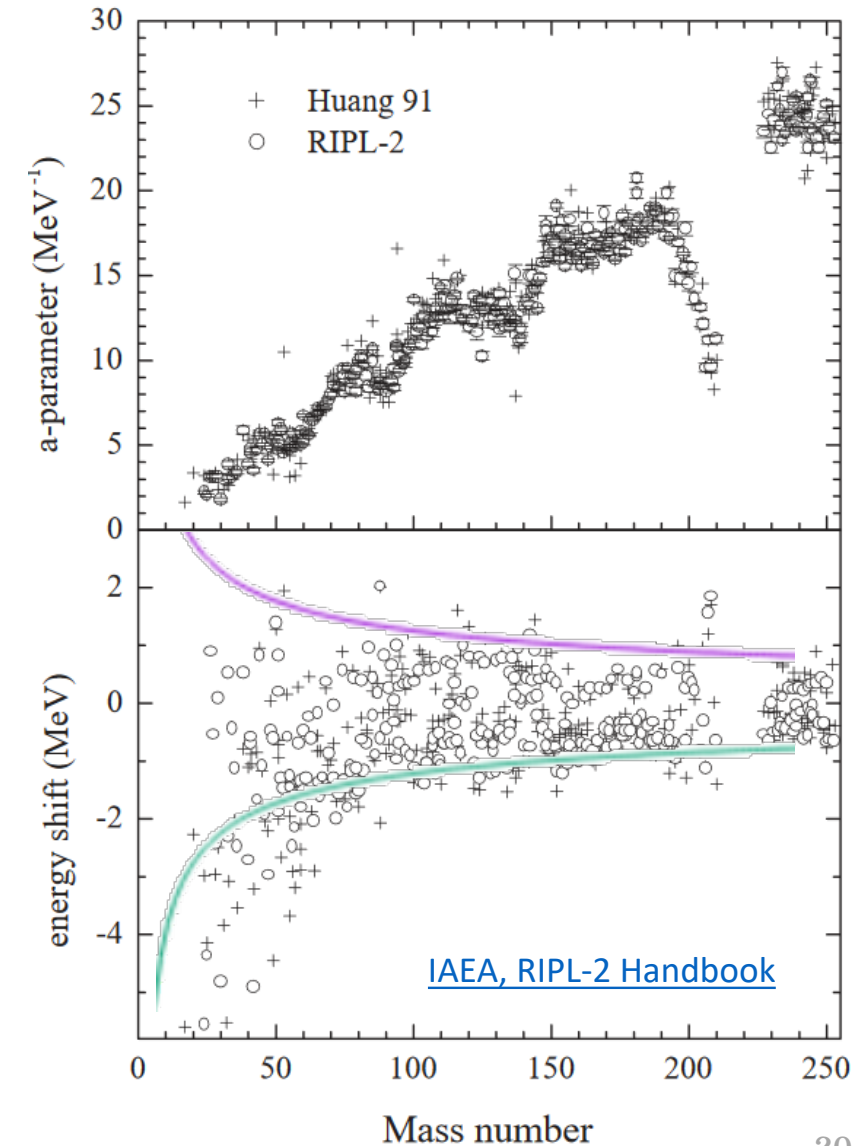 30
25
20
15
10
5
0
a-parameter (MeV⁻¹)
+ Huang 91
○ RIPL-2
2
0
-2
-4
energy shift (MeV)
IAEA, RIPL-2 Handbook
0 50 100 150 200 250
Mass number